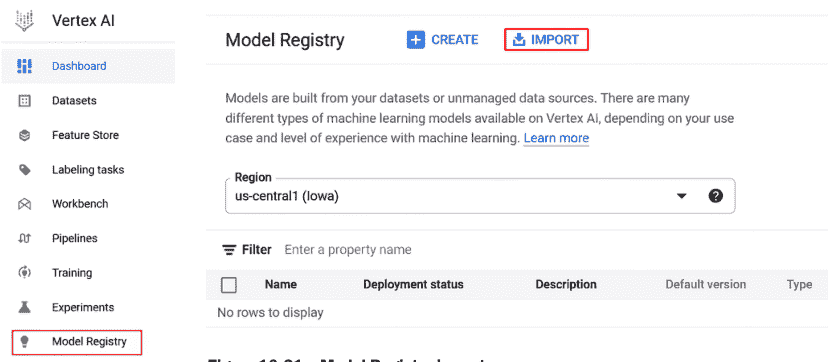 Vertex AI
Dashboard
Datasets
Feature Store
Labeling tasks
Workbench
Pipelines
Training
Experiments
Model Registry
Model Registry
CREATE
IMPORT
Models are built from your datasets or unmanaged data sources. There are many
different types of machine learning models available on Vertex AI, depending on your use
case and level of experience with machine learning. Learn more
Region
us-central1 (Iowa)
Filter Enter a property name
Name Deployment status Description Default version Type
No rows to display